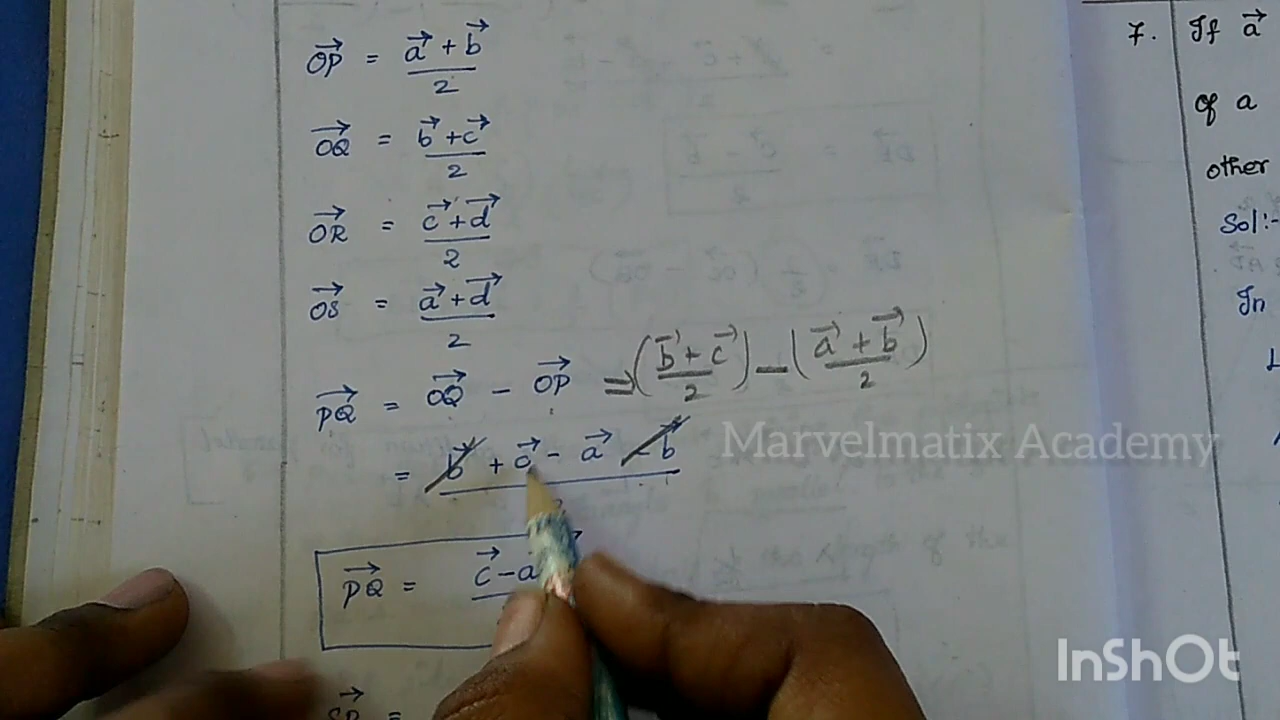 OP→ = (a→ + b→)/2
OQ→ = (b→ + c→)/2
OR→ = (c→ + d→)/2
OS→ = (a→ + d→)/2
PQ→ = OQ→ - OP→ ⇒ ((b→ + c→)/2) - ((a→ + b→)/2)
= b→ + c→ - a→ - b→
PQ→ = c→ - a
7. If a→
of a
other
Sol:-
In
Marvelmatix Academy
InShOt